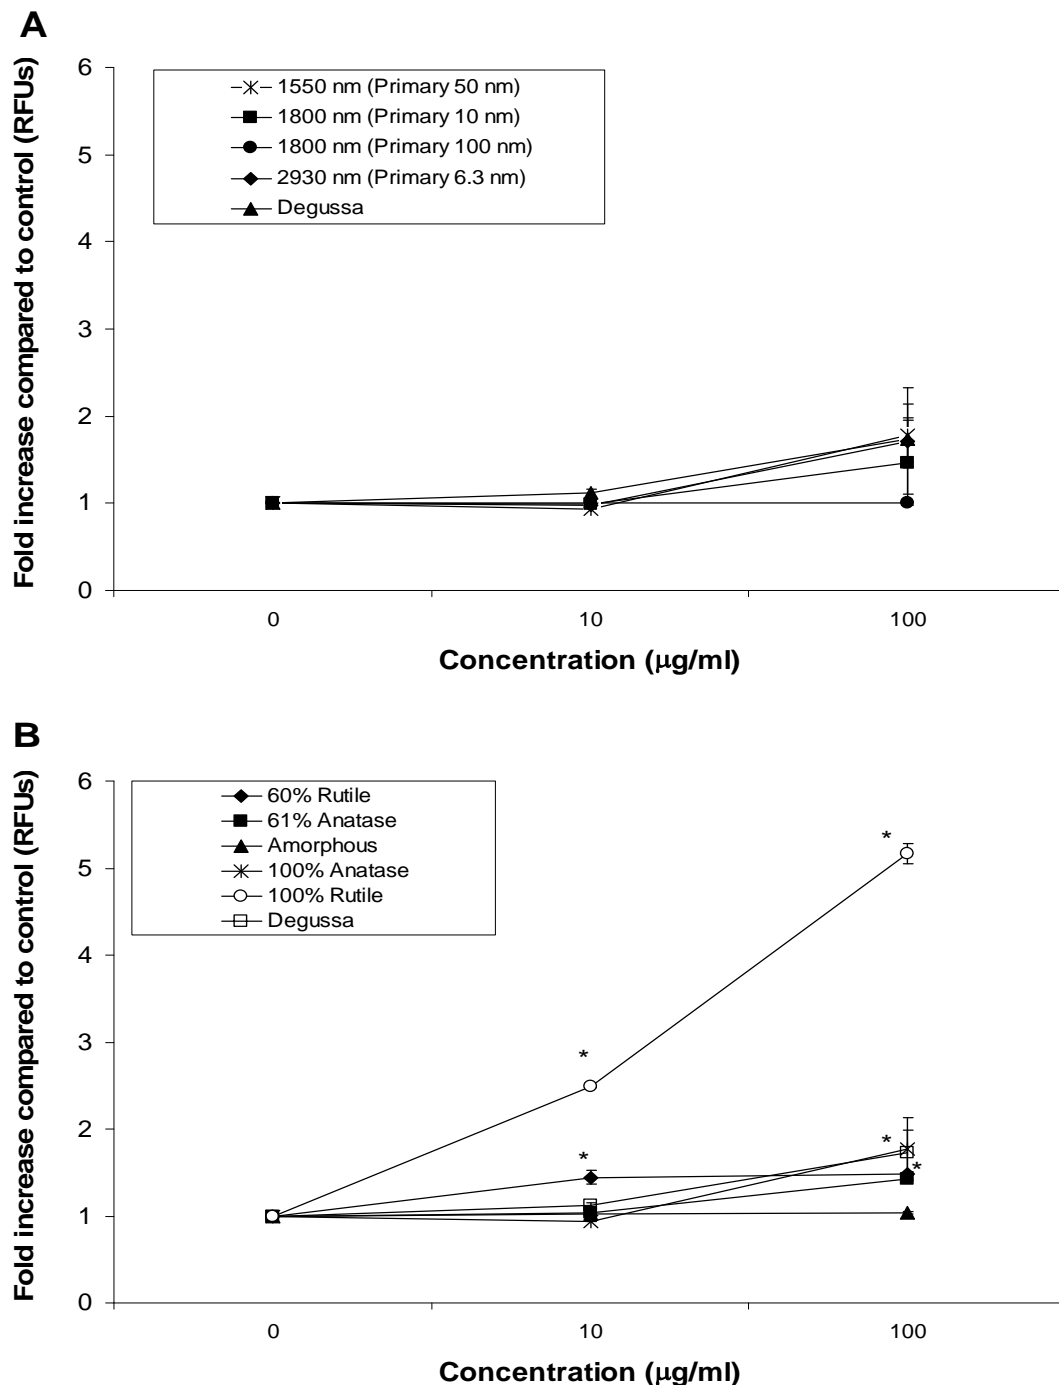 A
Fold increase compared to control (RFUs)
6
5
4
3
2
1
0
1550 nm (Primary 50 nm)
1800 nm (Primary 10 nm)
1800 nm (Primary 100 nm)
2930 nm (Primary 6.3 nm)
Degussa
0 10 100
Concentration (μg/ml)
B
Fold increase compared to control (RFUs)
6
5
4
3
2
1
0
60% Rutile
61% Anatase
Amorphous
100% Anatase
100% Rutile
Degussa
*
*
*
*
*
0 10 100
Concentration (μg/ml)